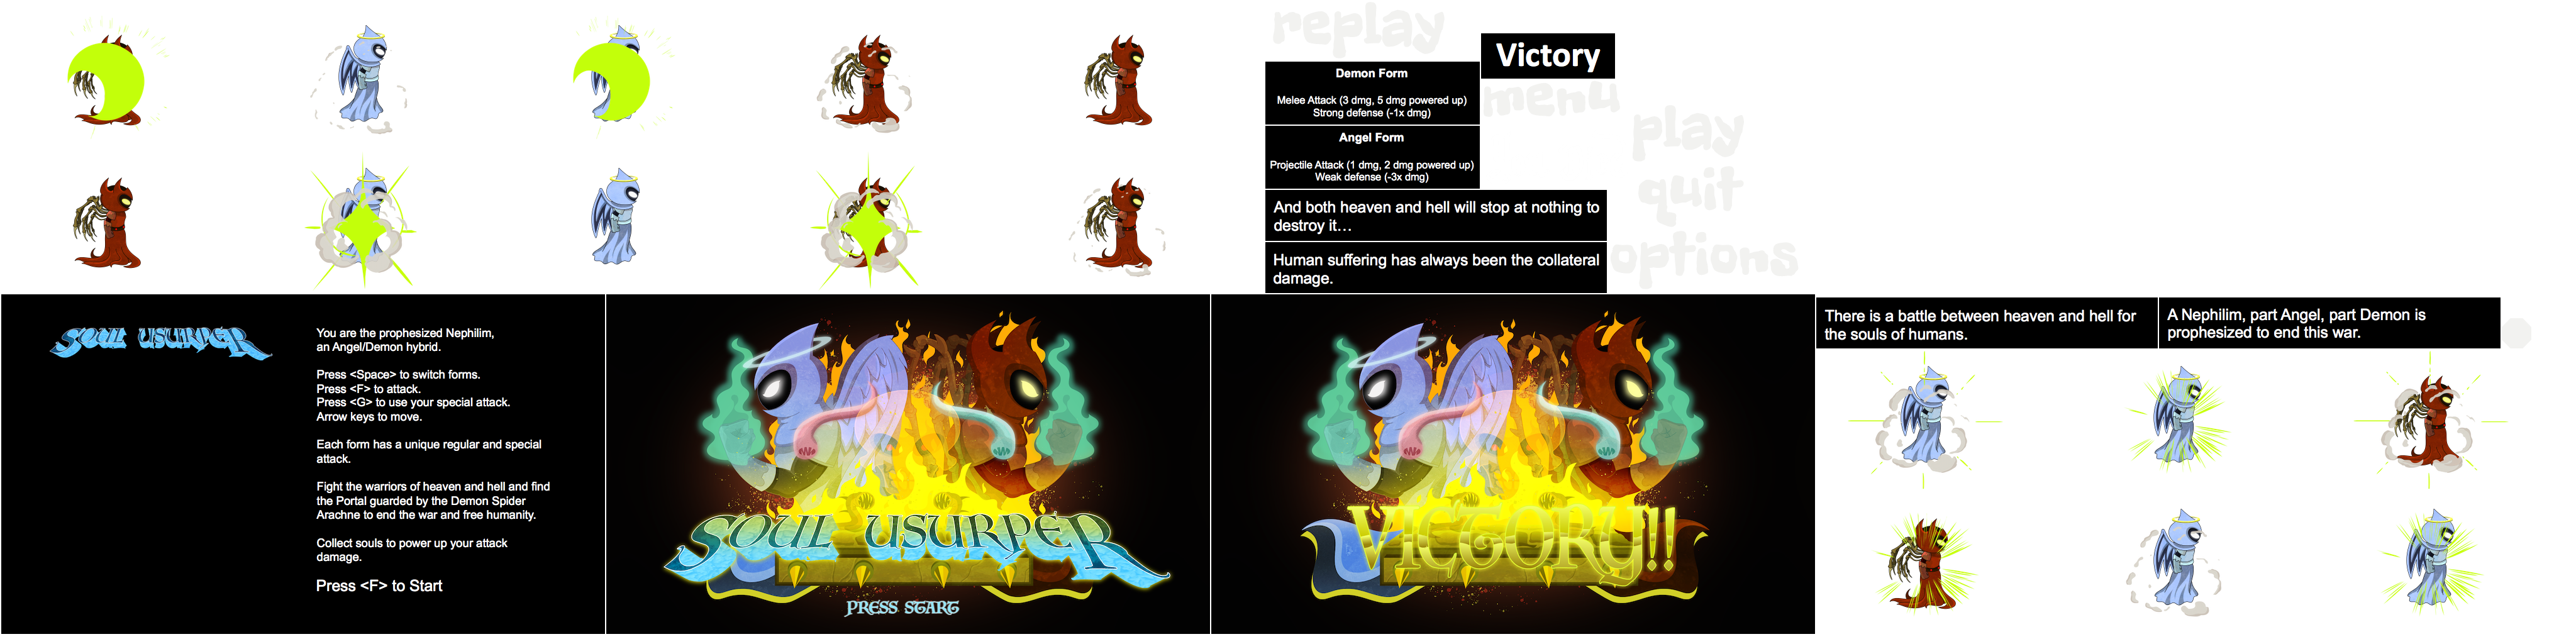 replay
Victory
Demon Form
Melee Attack (3 dmg, 5 dmg powered up)
Strong defense (-1x dmg)
menu
Angel Form
Projectile Attack (1 dmg, 2 dmg powered up)
Weak defense (-3x dmg)
play
quit
options
And both heaven and hell will stop at nothing to
destroy it...
Human suffering has always been the collateral
damage.
SOUL USURPER
You are the prophesized Nephilim,
an Angel/Demon hybrid.
Press <Space> to switch forms.
Press <F> to attack.
Press <G> to use your special attack.
Arrow keys to move.
Each form has a unique regular and special
attack.
Fight the warriors of heaven and hell and find
the Portal guarded by the Demon Spider
Arachne to end the war and free humanity.
Collect souls to power up your attack
damage.
Press <F> to Start
SOUL USURPER
PRESS START
VICTORY!!
There is a battle between heaven and hell for
the souls of humans.
A Nephilim, part Angel, part Demon is
prophesized to end this war.